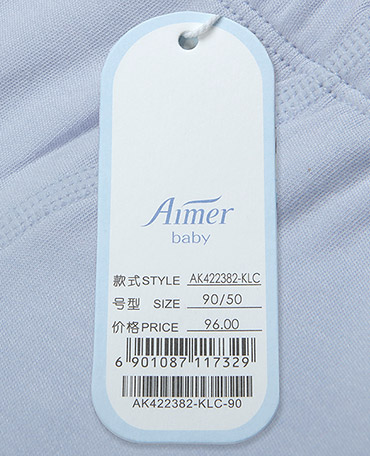 Aimer
baby
款式STYLE AK422382-KLC
号型 SIZE 90/50
价格PRICE 96.00
6 901087 117329
AK422382-KLC-90